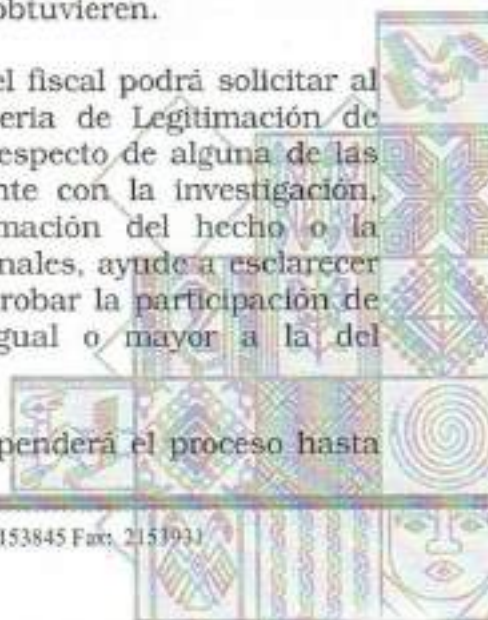 obtuvieren.
el fiscal podrá solicitar al
eria de Legitimación de
especto de alguna de las
nte con la investigación,
mación del hecho o la
nales, ayude a esclarecer
robar la participación de
gual o mayor a la del
penderá el proceso hasta
153845 Fax: 2153931